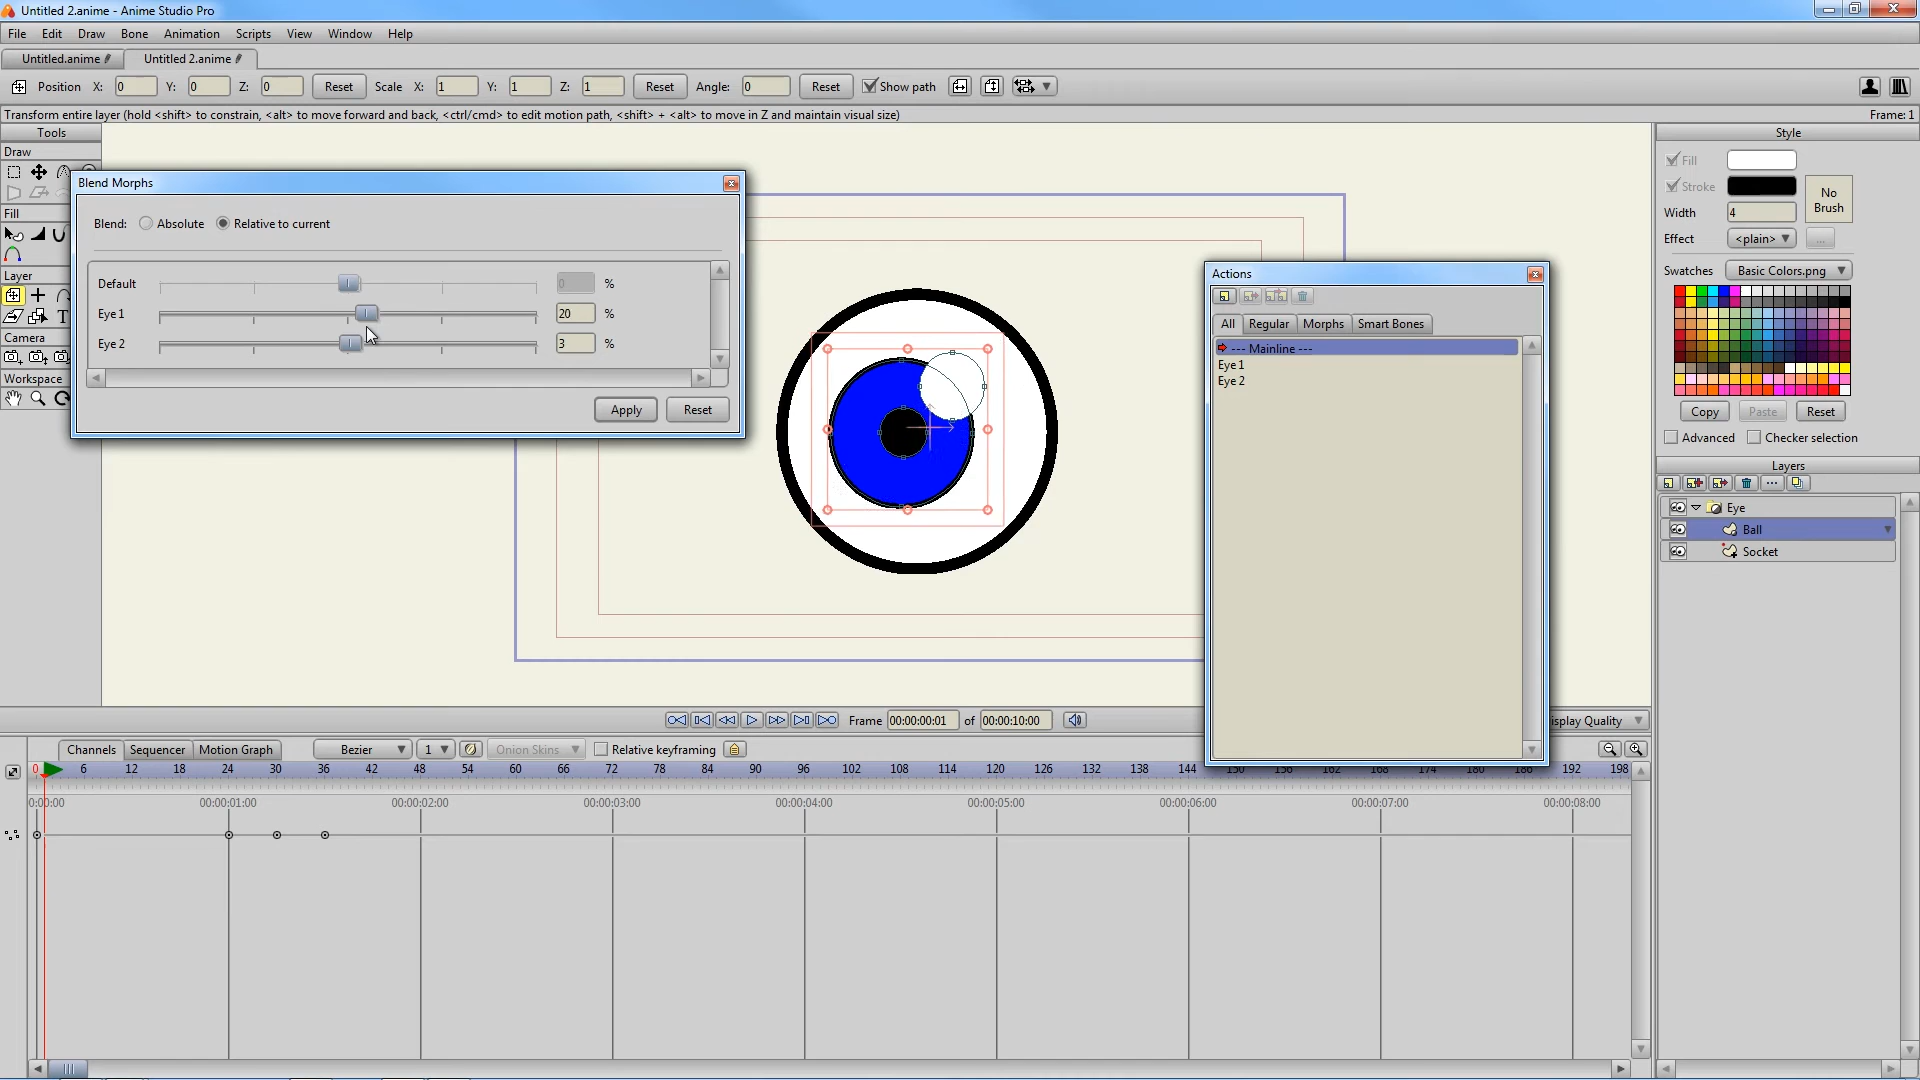 Untitled 2.anime - Anime Studio Pro
File Edit Draw Bone Animation Scripts View Window Help
Untitled.anime Untitled 2.anime
Position X: 0 Y: 0 Z: 0 Reset Scale X: 1 Y: 1 Z: 1 Reset Angle: 0 Reset Show path
Transform entire layer (hold <shift> to constrain, <alt> to move forward and back, <ctrl/cmd> to edit motion path, <shift> + <alt> to move in Z and maintain visual size) Frame: 1
Tools
Draw
Fill
Layer
T
Camera
Workspace
Blend Morphs
Blend: Absolute Relative to current
Default 0 %
Eye 1 20 %
Eye 2 3 %
Apply Reset
Actions
All Regular Morphs Smart Bones
--- Mainline ---
Eye 1
Eye 2
Style
Fill
Stroke
No
Brush
Width 4
Effect <plain> ...
Swatches Basic Colors.png
Copy Paste Reset
Advanced Checker selection
Layers
Eye
Ball
Socket
Frame 00:00:00:01 of 00:00:10:00 isplay Quality
Channels Sequencer Motion Graph Bezier 1 Onion Skins Relative keyframing
0 6 12 18 24 30 36 42 48 54 60 66 72 78 84 90 96 102 108 114 120 126 132 138 144 150 156 162 168 174 180 186 192 198
0:00:00 00:00:01:00 00:00:02:00 00:00:03:00 00:00:04:00 00:00:05:00 00:00:06:00 00:00:07:00 00:00:08:00